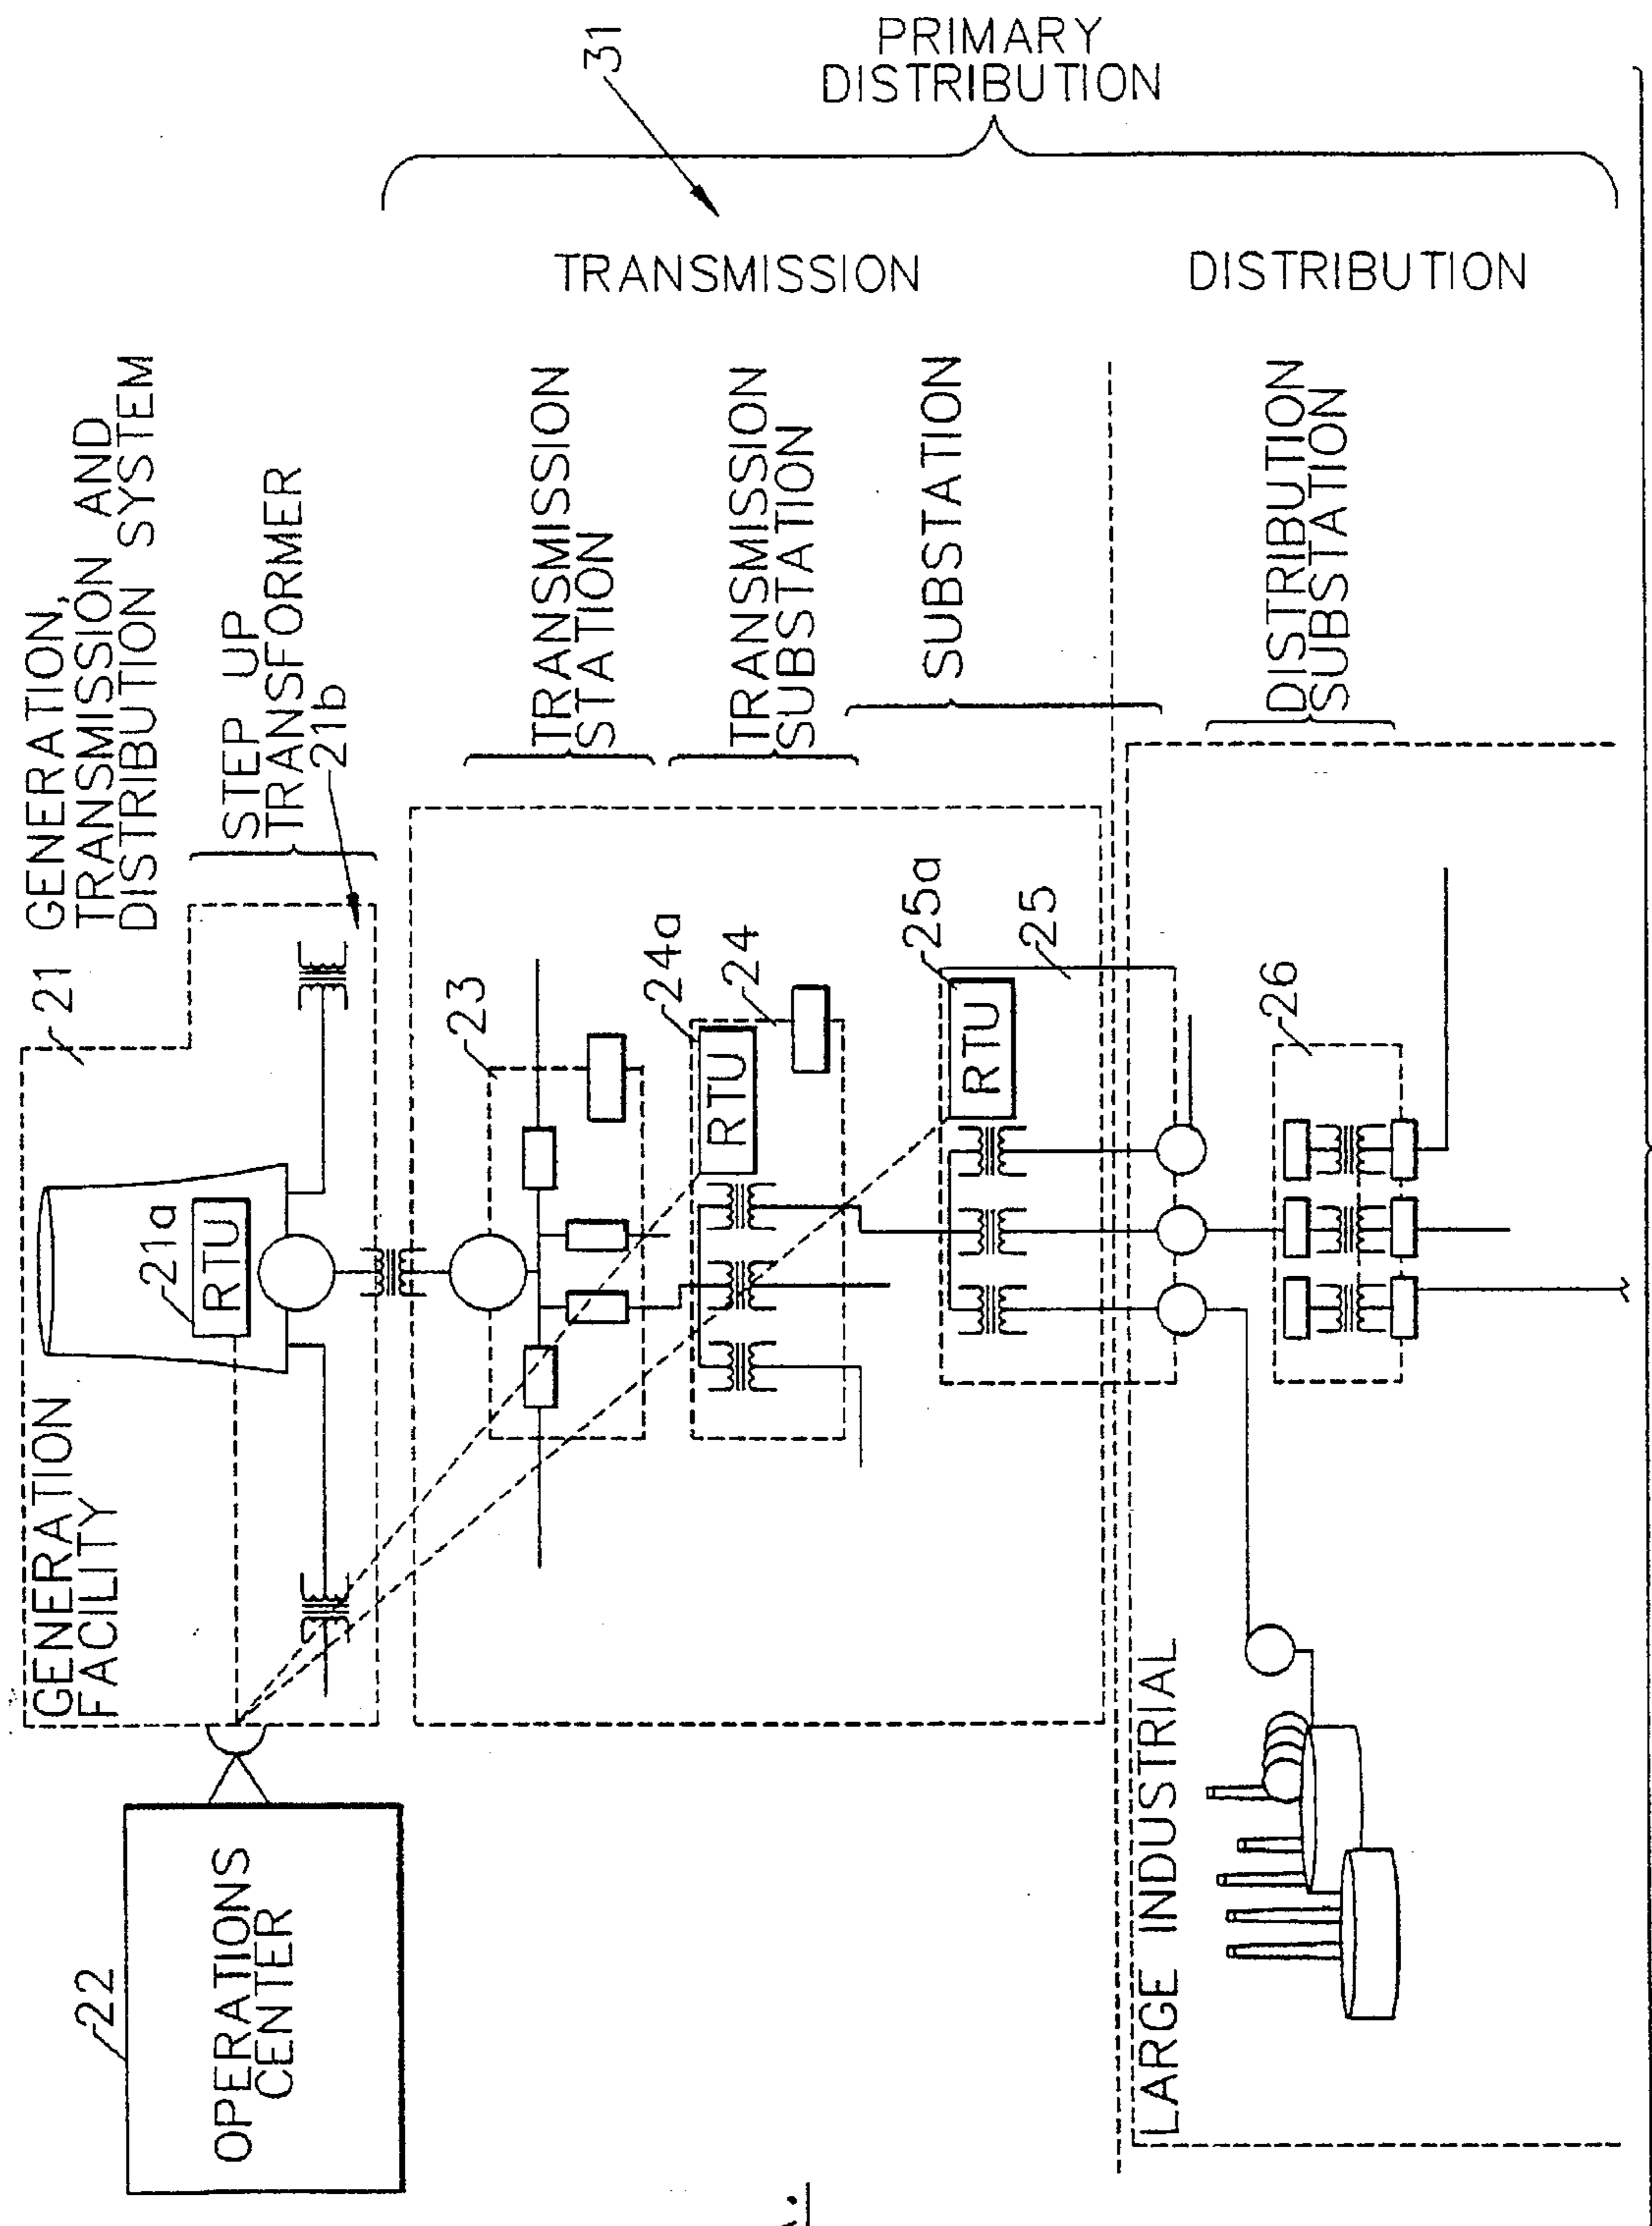 22
OPERATIONS
CENTER
GENERATION
FACILITY
21a
RTU
21
GENERATION,
TRANSMISSION AND
DISTRIBUTION SYSTEM
STEP UP
TRANSFORMER
21b
23
TRANSMISSION
STATION
24a
RTU
24
TRANSMISSION
SUBSTATION
25a
RTU
25
SUBSTATION
TRANSMISSION
31
PRIMARY
DISTRIBUTION
DISTRIBUTION
LARGE INDUSTRIAL
26
DISTRIBUTION
SUBSTATION